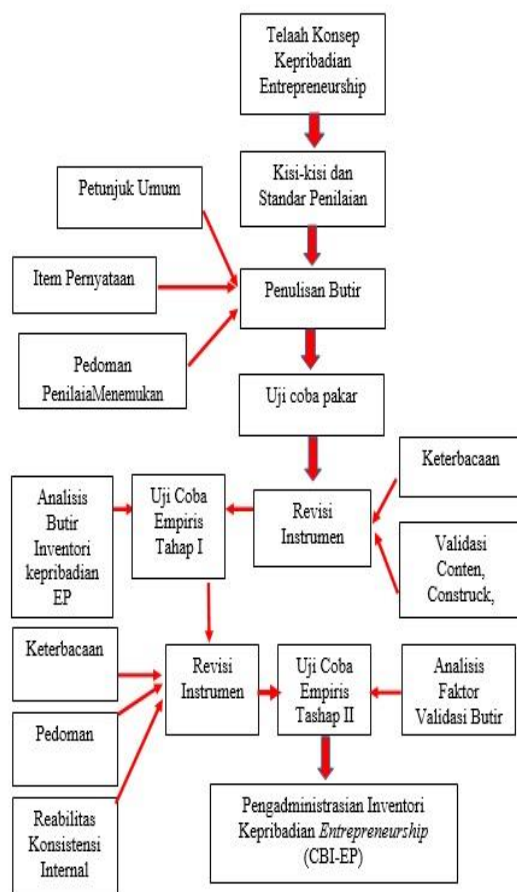 Telaah Konsep
Kepribadian
Entrepreneurship
Kisi-kisi dan
Standar Penilaian
Petunjuk Umum
Item Pernyataan
Penulisan Butir
Pedoman
PenilaiaMenemukan
Uji coba pakar
Keterbacaan
Analisis
Butir
Inventori
kepribadian
EP
Uji Coba
Empiris
Tahap I
Revisi
Instrumen
Validasi
Conten,
Construck,
Keterbacaan
Pedoman
Reabilitas
Konsistensi
Internal
Revisi
Instrumen
Uji Coba
Empiris
Tashap II
Analisis
Faktor
Validasi Butir
Pengadministrasian Inventori
Kepribadian Entrepreneurship
(CBI-EP)